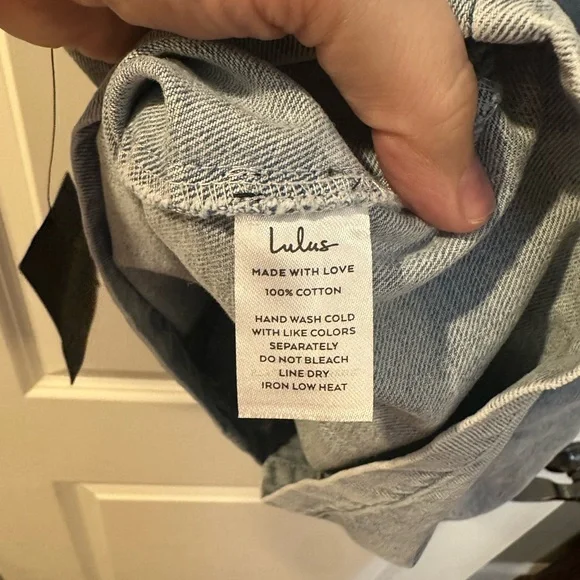 Lulus
MADE WITH LOVE
100% COTTON
HAND WASH COLD
WITH LIKE COLORS
SEPARATELY
DO NOT BLEACH
LINE DRY
IRON LOW HEAT